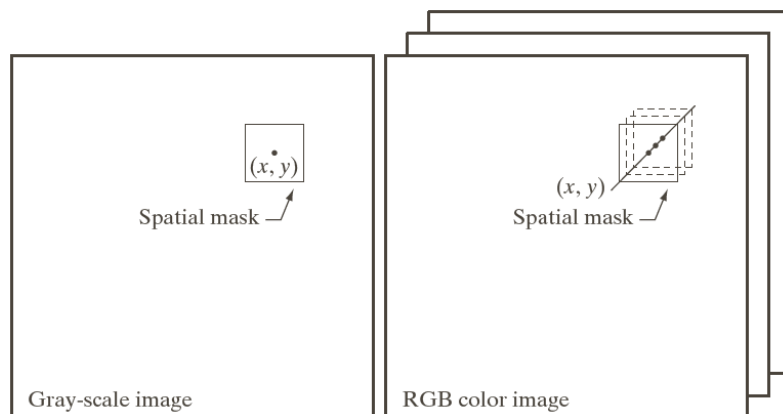 (x, y)
Spatial mask
Gray-scale image
(x, y)
Spatial mask
RGB color image